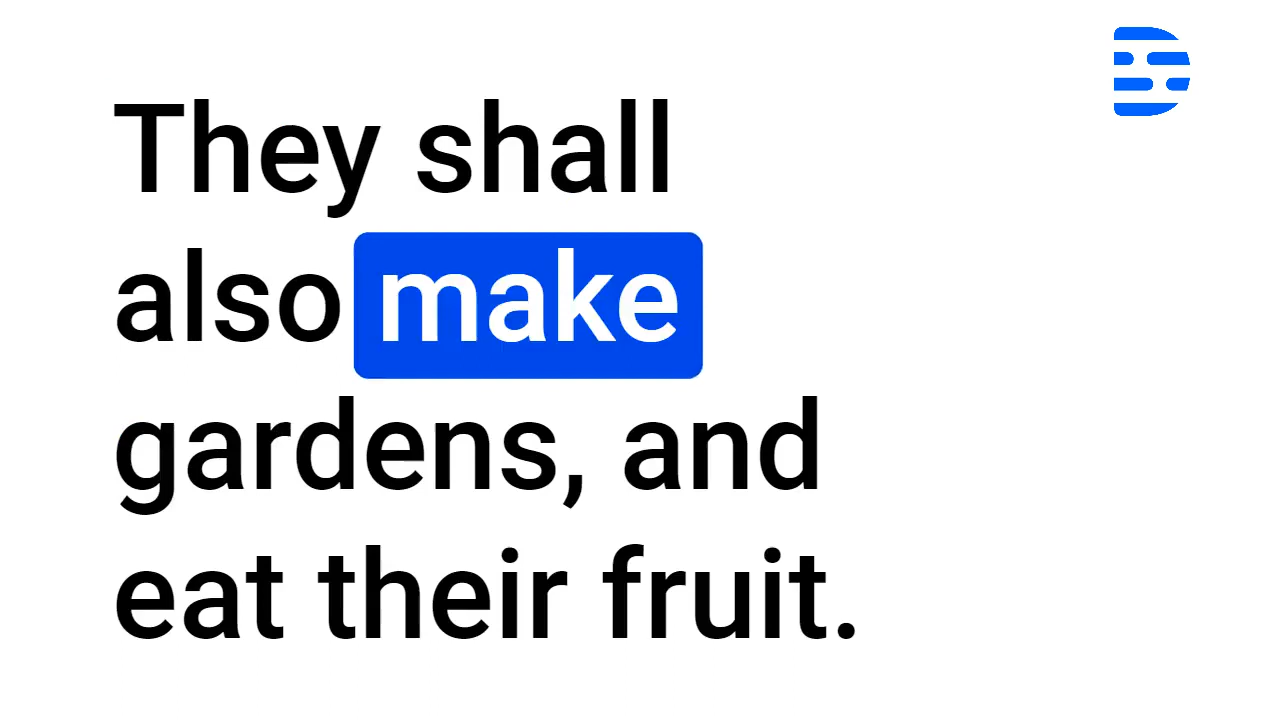 They shall
also make
gardens, and
eat their fruit.